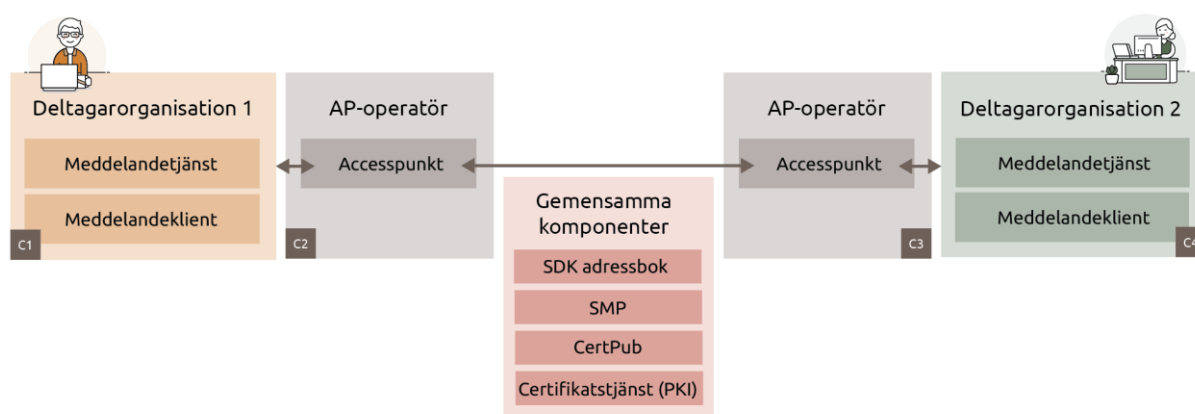 Deltagarorganisation 1
Meddelandetjänst
Meddelandeklient
C1
AP-operatör
Accesspunkt
C2
Gemensamma
komponenter
SDK adressbok
SMP
CertPub
Certifikatstjänst (PKI)
AP-operatör
Accesspunkt
C3
Deltagarorganisation 2
Meddelandetjänst
Meddelandeklient
C4